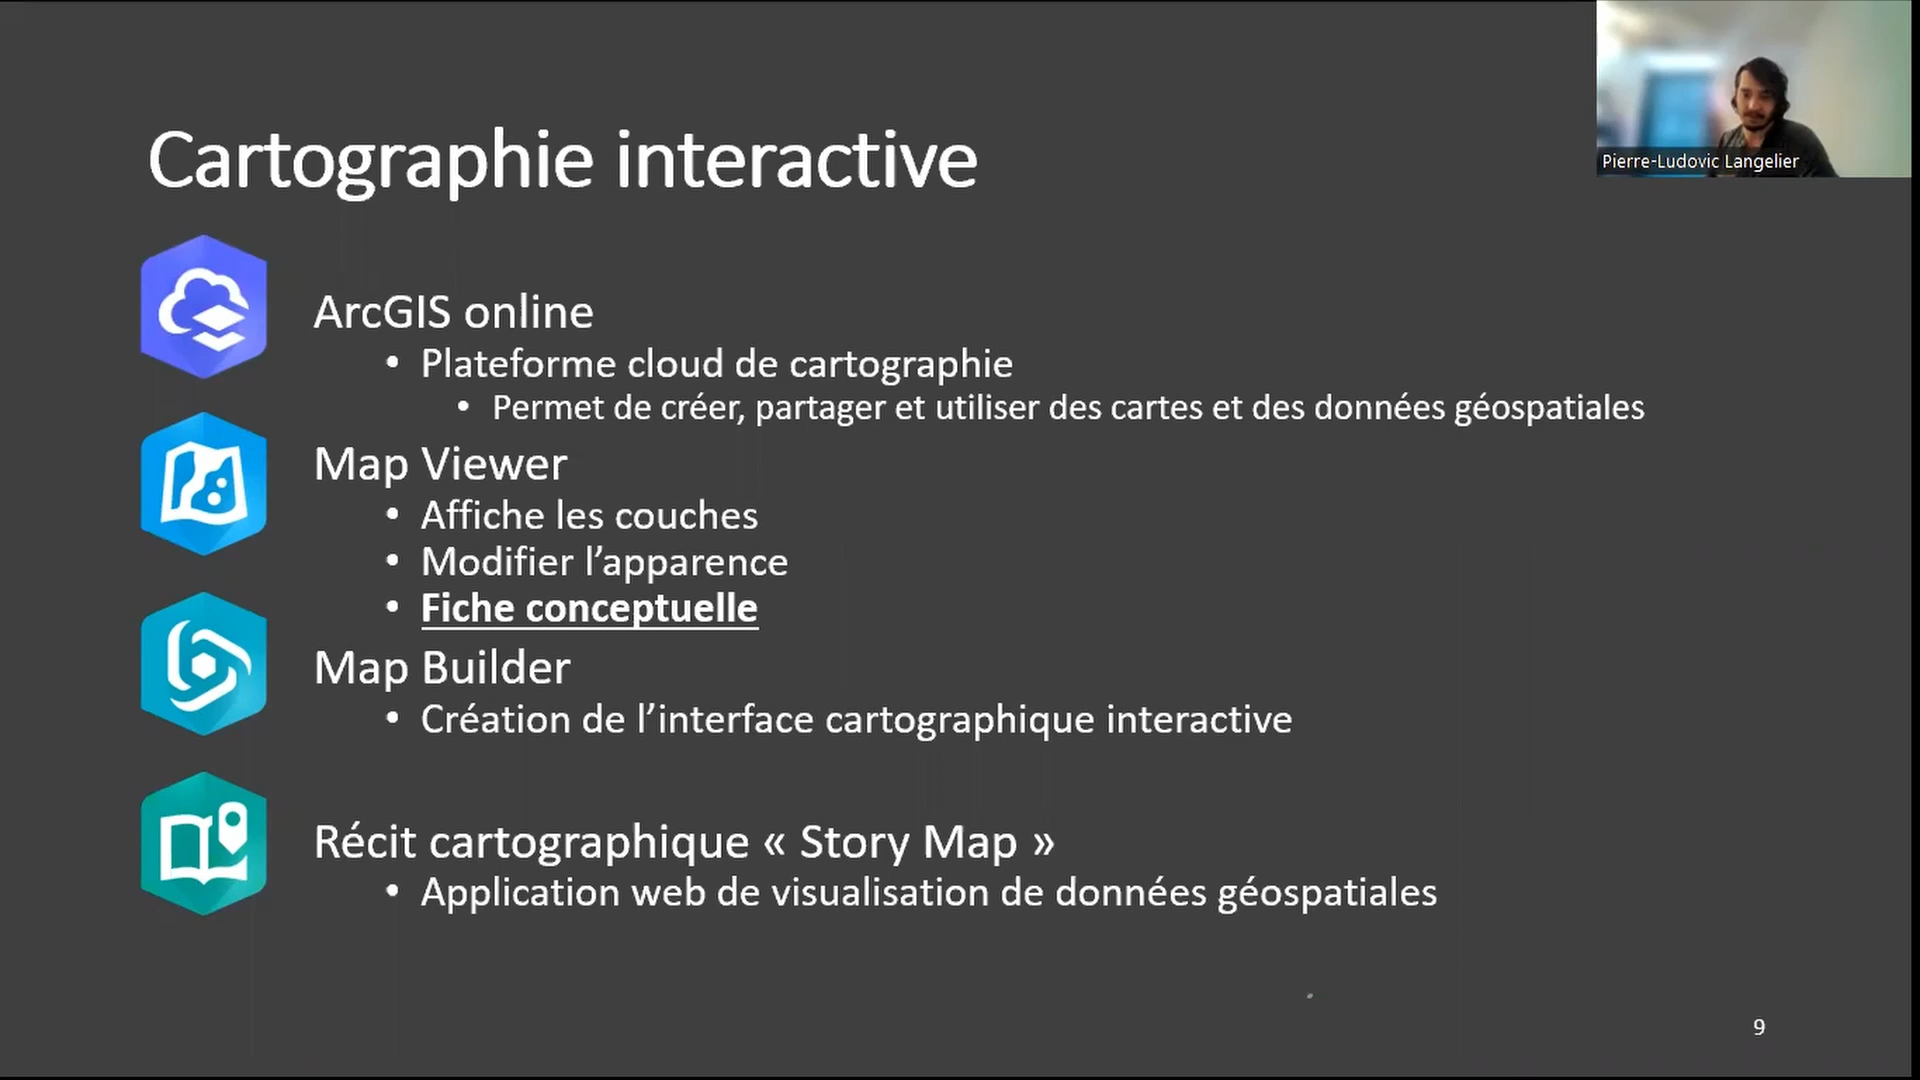 Pierre-Ludovic Langelier
Cartographie interactive
ArcGIS online
• Plateforme cloud de cartographie
• Permet de créer, partager et utiliser des cartes et des données géospatiales
Map Viewer
• Affiche les couches
• Modifier l’apparence
• Fiche conceptuelle
Map Builder
• Création de l’interface cartographique interactive
Récit cartographique « Story Map »
• Application web de visualisation de données géospatiales
9